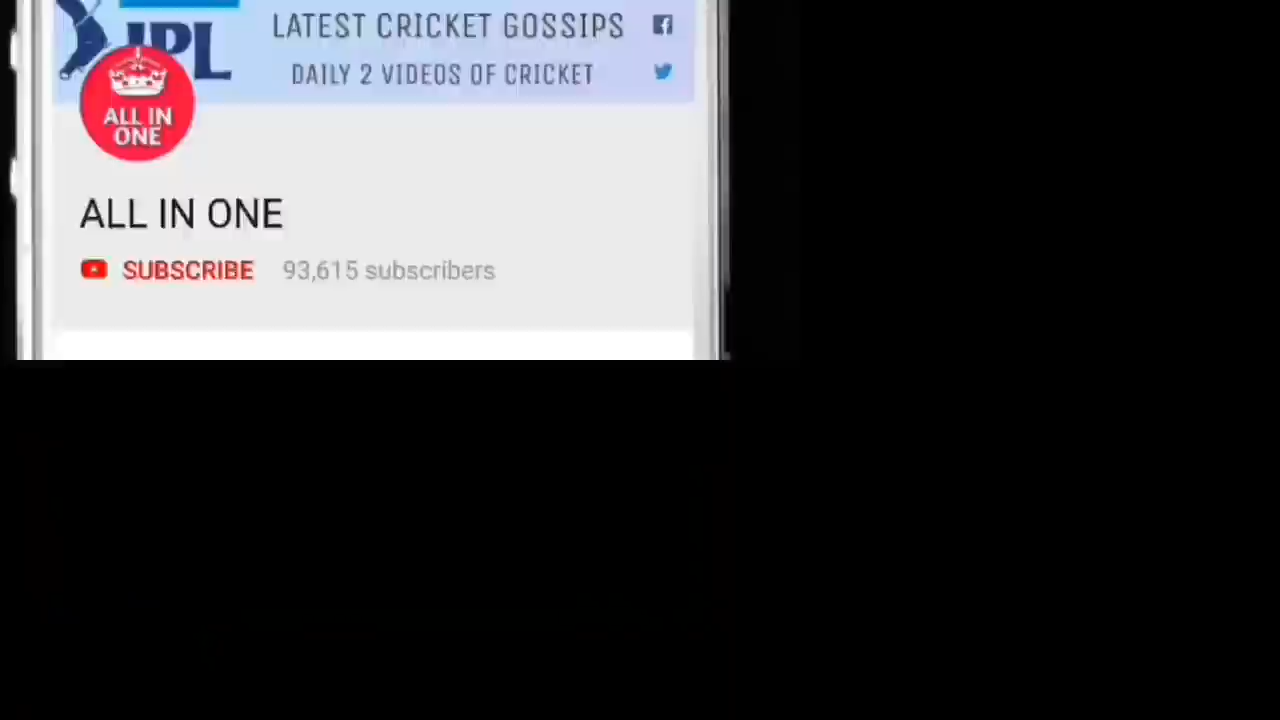 LATEST CRICKET GOSSIPS
IPL
DAILY 2 VIDEOS OF CRICKET
ALL IN
ONE
ALL IN ONE
SUBSCRIBE 93,615 subscribers